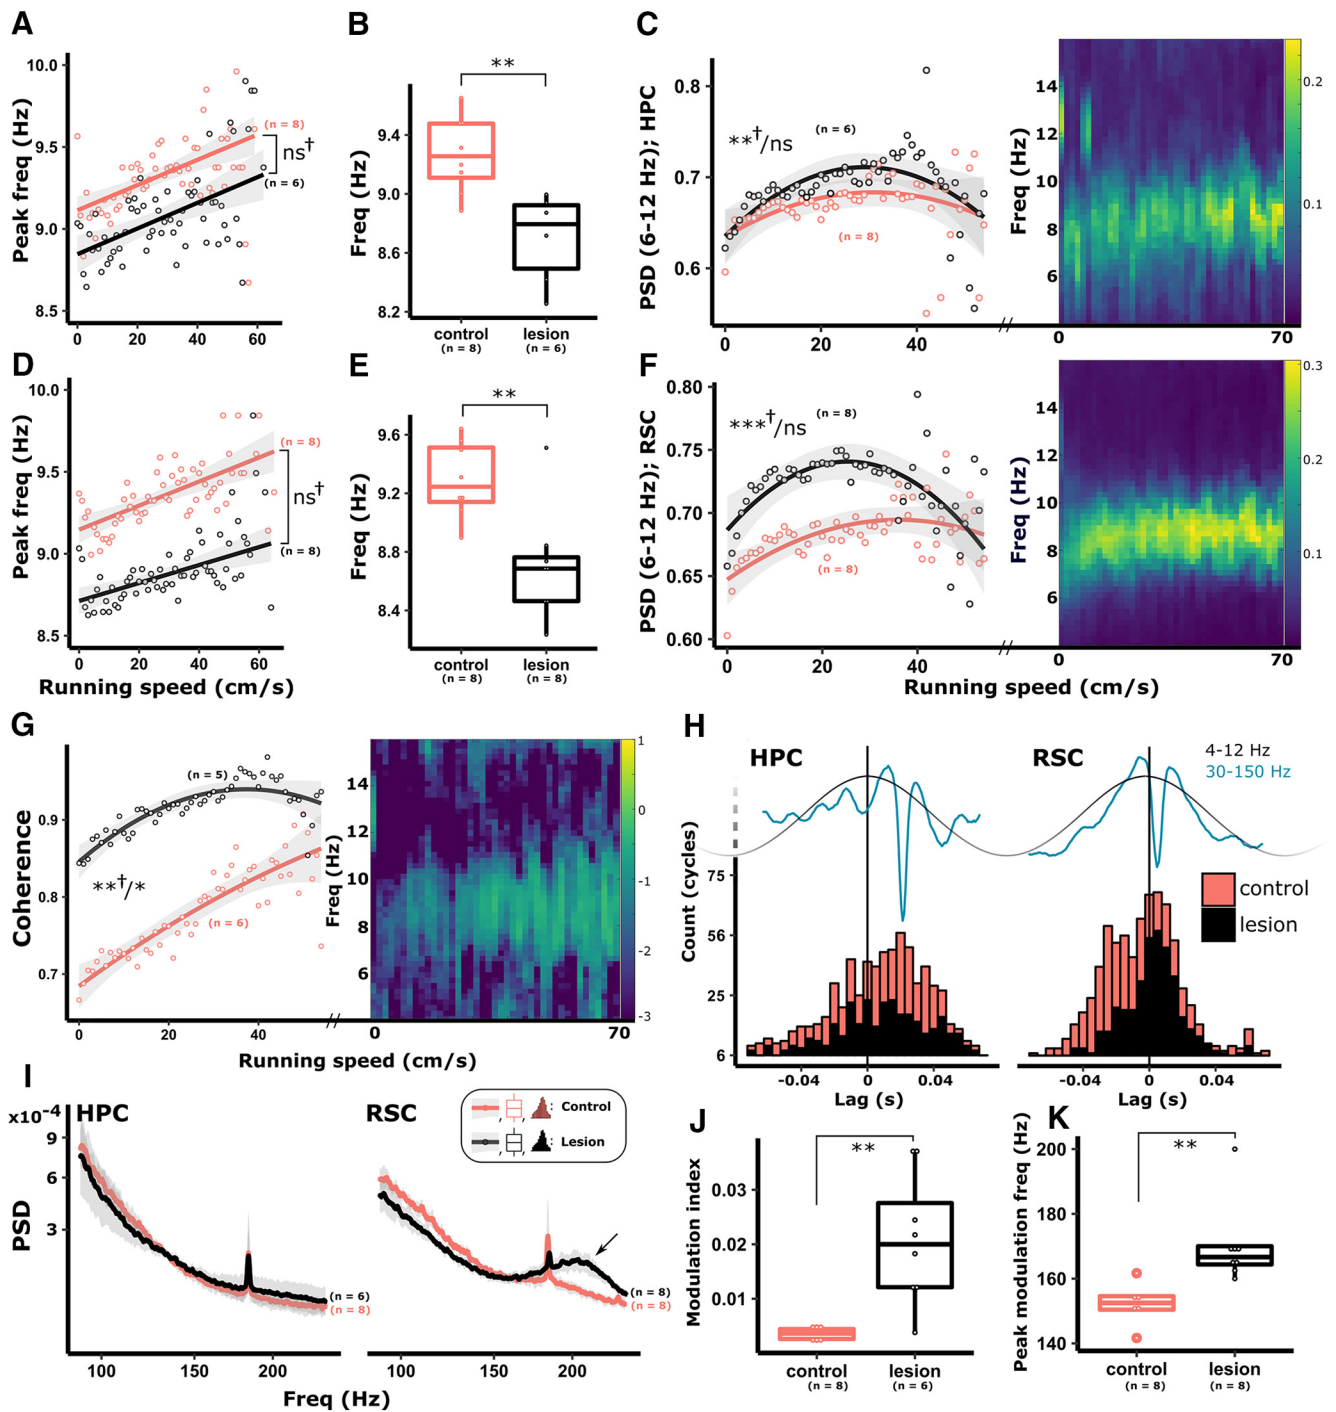 A
Peak freq (Hz)
10.0
9.5
9.0
8.5
0 20 40 60
(n = 8)
ns†
(n = 6)
B
Freq (Hz)
9.4
9.0
8.6
8.2
**
control
(n = 8)
lesion
(n = 6)
C
PSD (6-12 Hz); HPC
0.8
0.7
0.6
0 20 40
**†/ns
(n = 6)
(n = 8)
Freq (Hz)
14
12
10
8
6
0 70
0.2
0.1
D
Peak freq (Hz)
10.0
9.5
9.0
8.5
0 20 40 60
Running speed (cm/s)
(n = 8)
ns†
(n = 8)
E
Freq (Hz)
9.6
9.2
8.8
8.4
**
control
(n = 8)
lesion
(n = 8)
F
PSD (6-12 Hz); RSC
0.80
0.75
0.70
0.65
0.60
0 20 40
***†/ns
(n = 8)
(n = 8)
Freq (Hz)
14
12
10
8
6
0 70
0.3
0.1
Running speed (cm/s)
G
Coherence
0.9
0.8
0.7
0 20 40
(n = 5)
**†/*
(n = 6)
Freq (Hz)
14
12
10
8
6
0 70
1
0
-1
-2
-3
Running speed (cm/s)
H
HPC
RSC
4-12 Hz
30-150 Hz
Count (cycles)
75
56
25
6
control
lesion
-0.04 0 0.04
Lag (s)
-0.04 0 0.04
Lag (s)
I
x10-4
HPC
RSC
, , : Control
, , : Lesion
PSD
9
6
3
100 150 200
100 150 200
(n = 6)
(n = 8)
(n = 8)
(n = 8)
Freq (Hz)
J
Modulation index
0.03
0.02
0.01
**
control
(n = 8)
lesion
(n = 6)
K
Peak modulation freq (Hz)
200
180
160
140
**
control
(n = 8)
lesion
(n = 8)